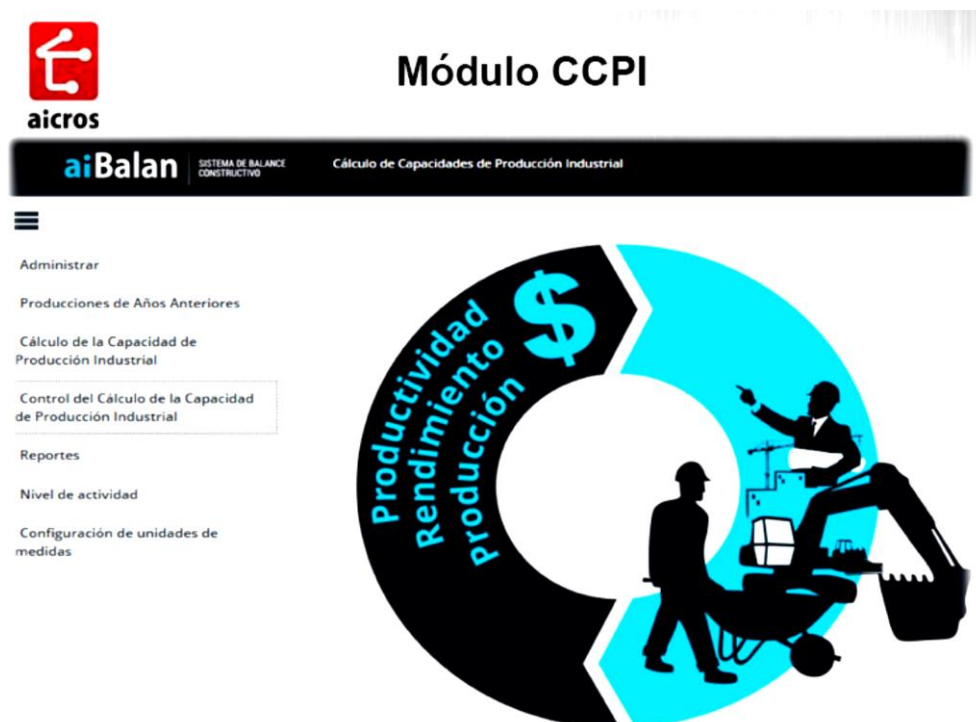 aicros
Módulo CCPI
aiBalan
SISTEMA DE BALANCE
CONSTRUCTIVO
Cálculo de Capacidades de Producción Industrial
Administrar
Producciones de Años Anteriores
Cálculo de la Capacidad de
Producción Industrial
Control del Cálculo de la Capacidad
de Producción Industrial
Reportes
Nivel de actividad
Configuración de unidades de
medidas
Productividad
Rendimiento
producción
$